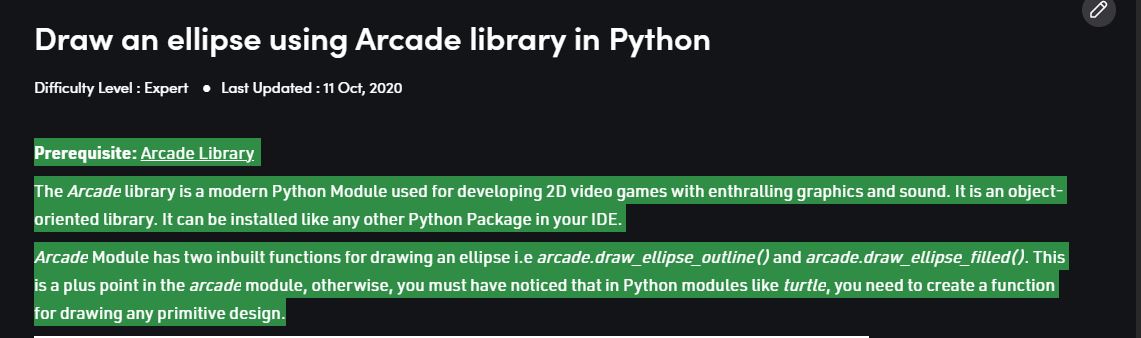 Draw an ellipse using Arcade library in Python
Difficulty Level : Expert ● Last Updated : 11 Oct, 2020
Prerequisite: Arcade Library
The Arcade library is a modern Python Module used for developing 2D video games with enthralling graphics and sound. It is an object-
oriented library. It can be installed like any other Python Package in your IDE.
Arcade Module has two inbuilt functions for drawing an ellipse i.e arcade.draw_ellipse_outline() and arcade.draw_ellipse_filled(). This
is a plus point in the arcade module, otherwise, you must have noticed that in Python modules like turtle, you need to create a function
for drawing any primitive design.